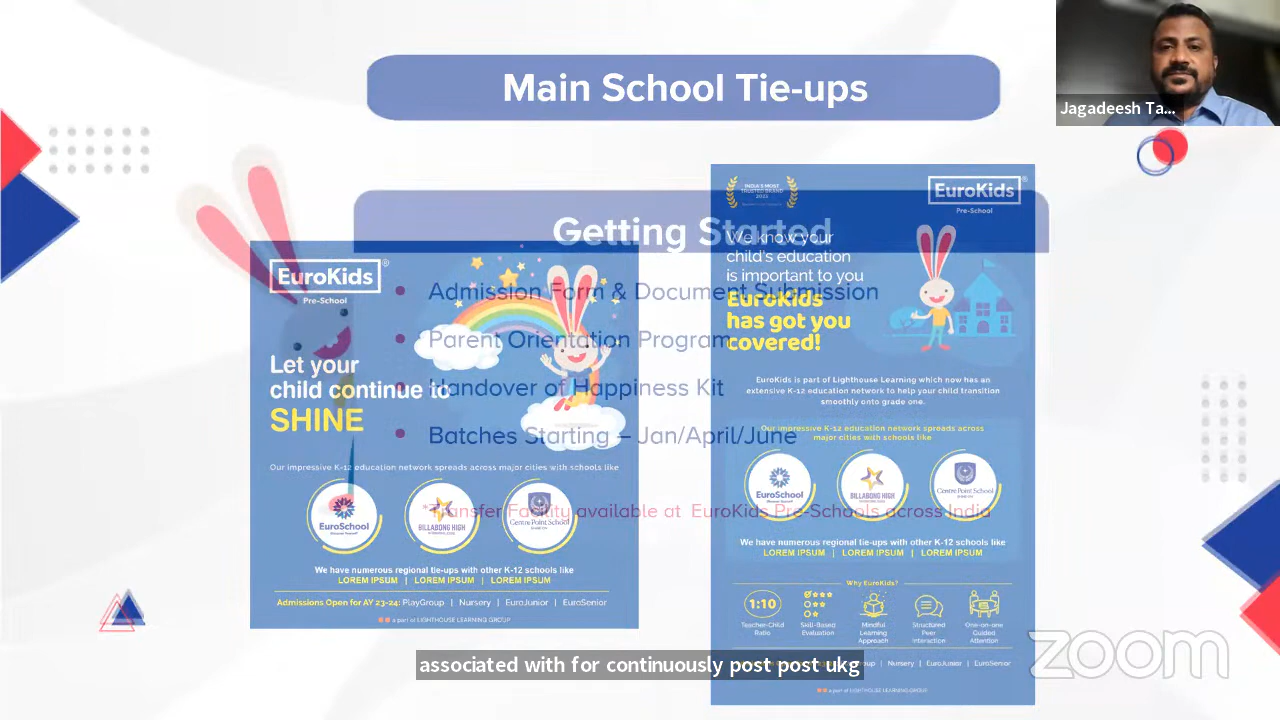 Main School Tie-ups
Jagadeesh Ta...
Getting Started
Admission Form & Document Submission
Parent Orientation Program
Handover of Happiness Kit
Batches Starting – Jan/April/June
Transfer Facility available at EuroKids Pre-Schools across India
EuroKids®
Pre-School
Let your
child continue to
SHINE
Our impressive K-12 education network spreads across major cities with schools like
EuroSchool
BILLABONG HIGH
Centre Point School
We have numerous regional tie-ups with other K-12 schools like
LOREM IPSUM | LOREM IPSUM | LOREM IPSUM
Admissions Open for AY 23-24: PlayGroup | Nursery | EuroJunior | EuroSenior
a part of LIGHTHOUSE LEARNING GROUP
INDIA'S MOST
TRUSTED BRAND
EuroKids®
Pre-School
We know your
child's education
is important to you
EuroKids
has got you
covered!
EuroKids is part of Lighthouse Learning which now has an
extensive K-12 education network to help your child transition
smoothly onto grade one.
Our impressive K-12 education network spreads across
major cities with schools like
EuroSchool
BILLABONG HIGH
Centre Point School
We have numerous regional tie-ups with other K-12 schools like
LOREM IPSUM | LOREM IPSUM | LOREM IPSUM
Why EuroKids?
1:10
Teacher-Child
Ratio
Skill-Based
Evaluation
Mindful
Learning
Approach
Structured
Peer
Interaction
One-on-one
Guided
Attention
| Nursery | EuroJunior | EuroSenior
a part of LIGHTHOUSE LEARNING GROUP
associated with for continuously post post ukg
zoom